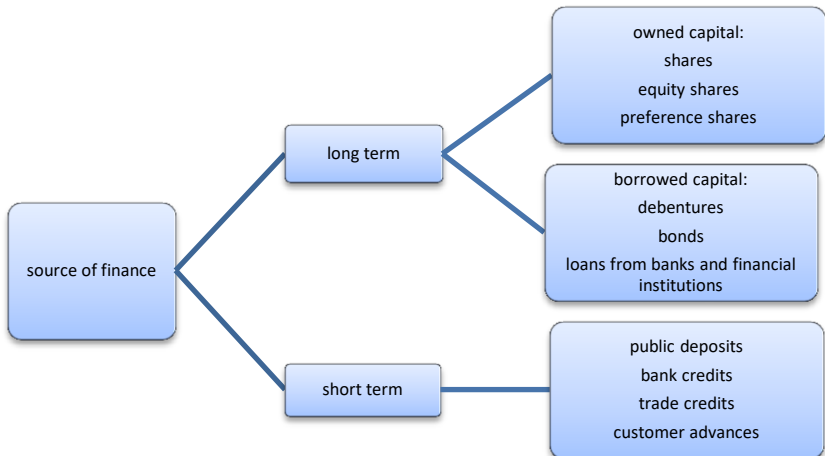 source of finance
long term
owned capital:
shares
equity shares
preference shares
borrowed capital:
debentures
bonds
loans from banks and financial
institutions
short term
public deposits
bank credits
trade credits
customer advances